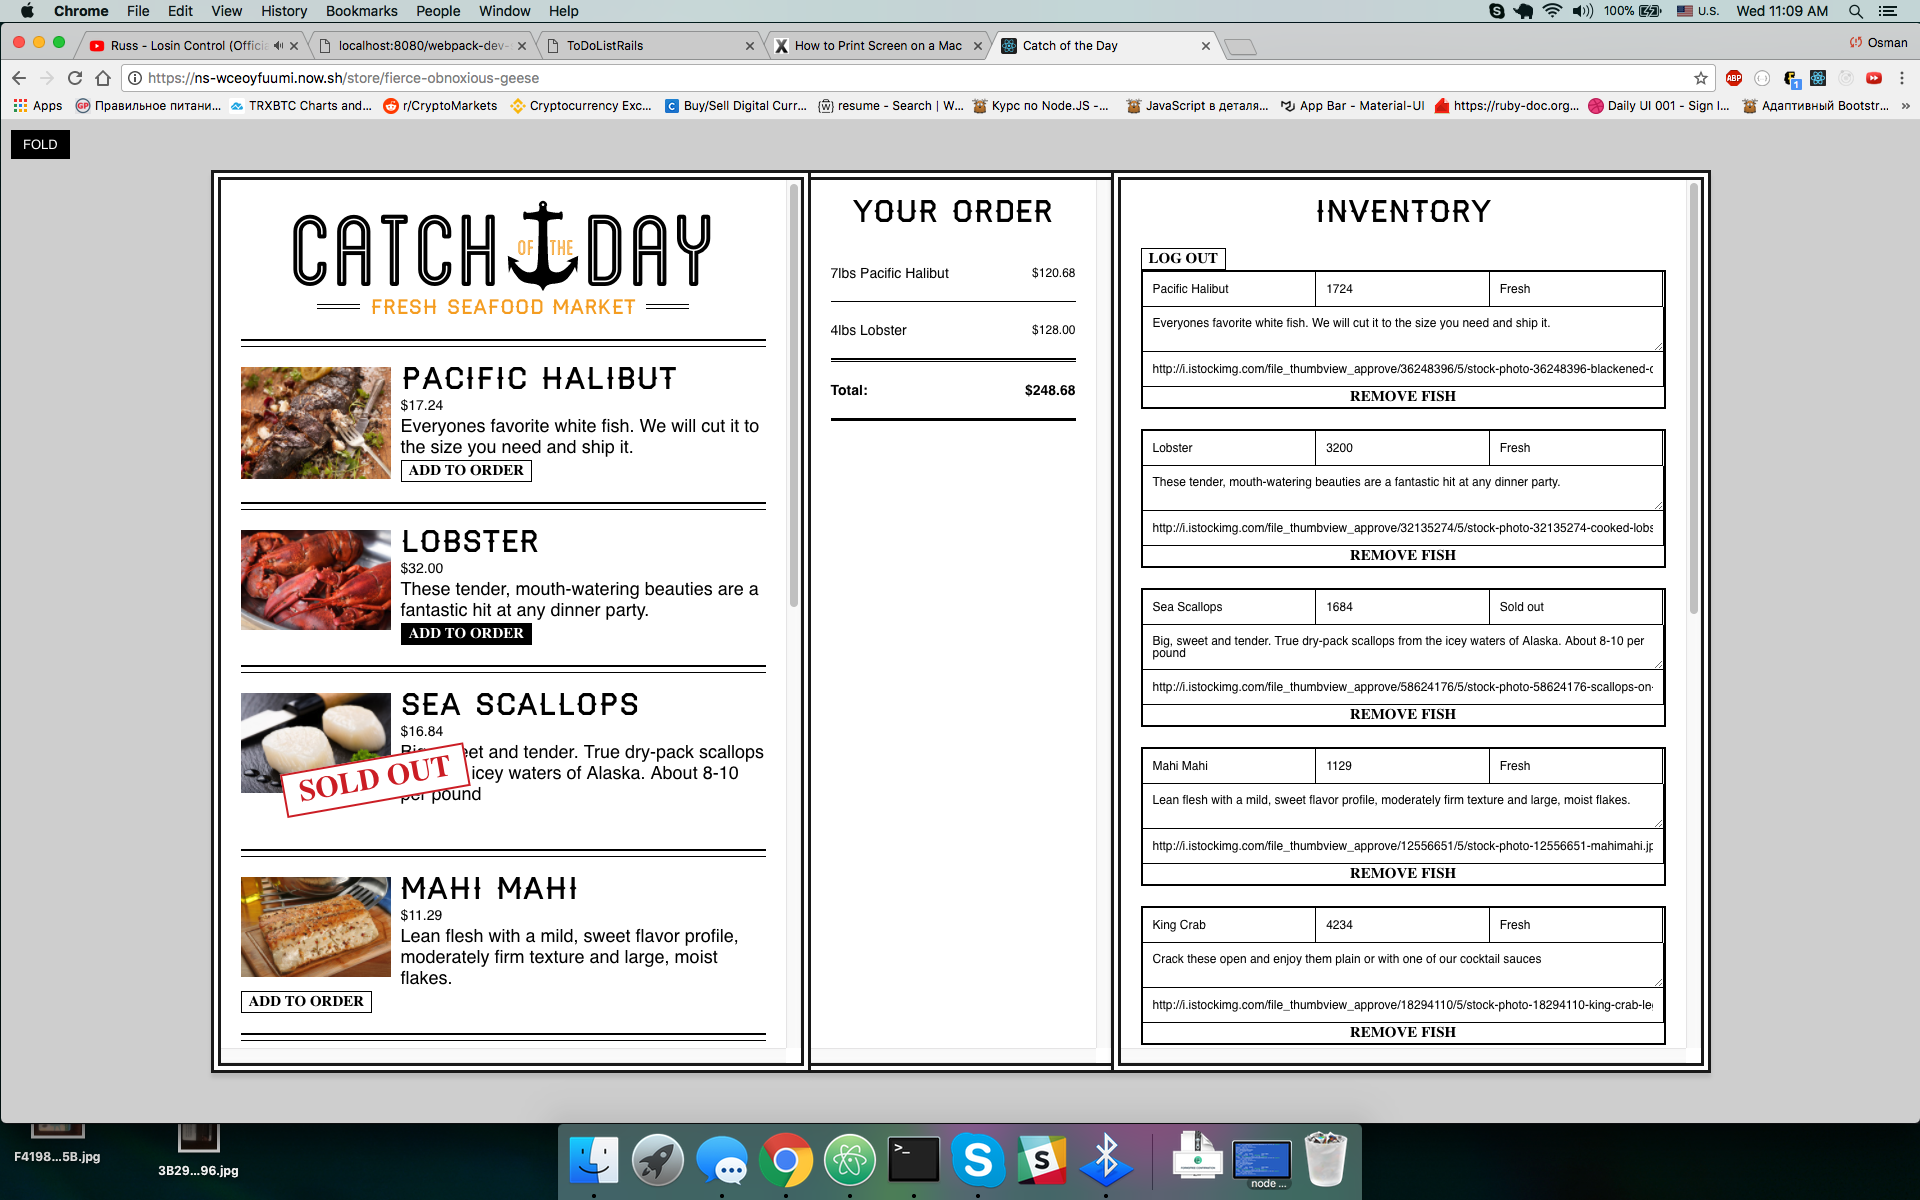 Chrome File Edit View History Bookmarks People Window Help 100% U.S. Wed 11:09 AM
Russ - Losin Control (Offici
localhost:8080/webpack-dev-s
ToDoListRails
How to Print Screen on a Mac
Catch of the Day
Osman
https://ns-wceoyfuumi.now.sh/store/fierce-obnoxious-geese
ABP
1
Apps
GP
Правильное питани...
TRXBTC Charts and...
r/CryptoMarkets
Cryptocurrency Exc...
C
Buy/Sell Digital Curr...
resume - Search | W...
Курс по Node.JS -...
JavaScript в деталя...
App Bar - Material-UI
https://ruby-doc.org...
Daily UI 001 - Sign I...
Адаптивный Bootstr...
»
FOLD
CATCH OF THE DAY
FRESH SEAFOOD MARKET
PACIFIC HALIBUT
$17.24
Everyones favorite white fish. We will cut it to
the size you need and ship it.
ADD TO ORDER
LOBSTER
$32.00
These tender, mouth-watering beauties are a
fantastic hit at any dinner party.
ADD TO ORDER
SEA SCALLOPS
$16.84
et and tender. True dry-pack scallops
icey waters of Alaska. About 8-10
per pound
SOLD OUT
MAHI MAHI
$11.29
Lean flesh with a mild, sweet flavor profile,
moderately firm texture and large, moist
flakes.
ADD TO ORDER
YOUR ORDER
7lbs Pacific Halibut $120.68
4lbs Lobster $128.00
Total: $248.68
INVENTORY
LOG OUT
Pacific Halibut 1724 Fresh
Everyones favorite white fish. We will cut it to the size you need and ship it.
http://i.istockimg.com/file_thumbview_approve/36248396/5/stock-photo-36248396-blackened-c
REMOVE FISH
Lobster 3200 Fresh
These tender, mouth-watering beauties are a fantastic hit at any dinner party.
http://i.istockimg.com/file_thumbview_approve/32135274/5/stock-photo-32135274-cooked-lobs
REMOVE FISH
Sea Scallops 1684 Sold out
Big, sweet and tender. True dry-pack scallops from the icey waters of Alaska. About 8-10 per
pound
http://i.istockimg.com/file_thumbview_approve/58624176/5/stock-photo-58624176-scallops-on-
REMOVE FISH
Mahi Mahi 1129 Fresh
Lean flesh with a mild, sweet flavor profile, moderately firm texture and large, moist flakes.
http://i.istockimg.com/file_thumbview_approve/12556651/5/stock-photo-12556651-mahimahi.jp
REMOVE FISH
King Crab 4234 Fresh
Crack these open and enjoy them plain or with one of our cocktail sauces
http://i.istockimg.com/file_thumbview_approve/18294110/5/stock-photo-18294110-king-crab-le
REMOVE FISH
F4198...5B.jpg
3B29...96.jpg
>_
S
S
node ...